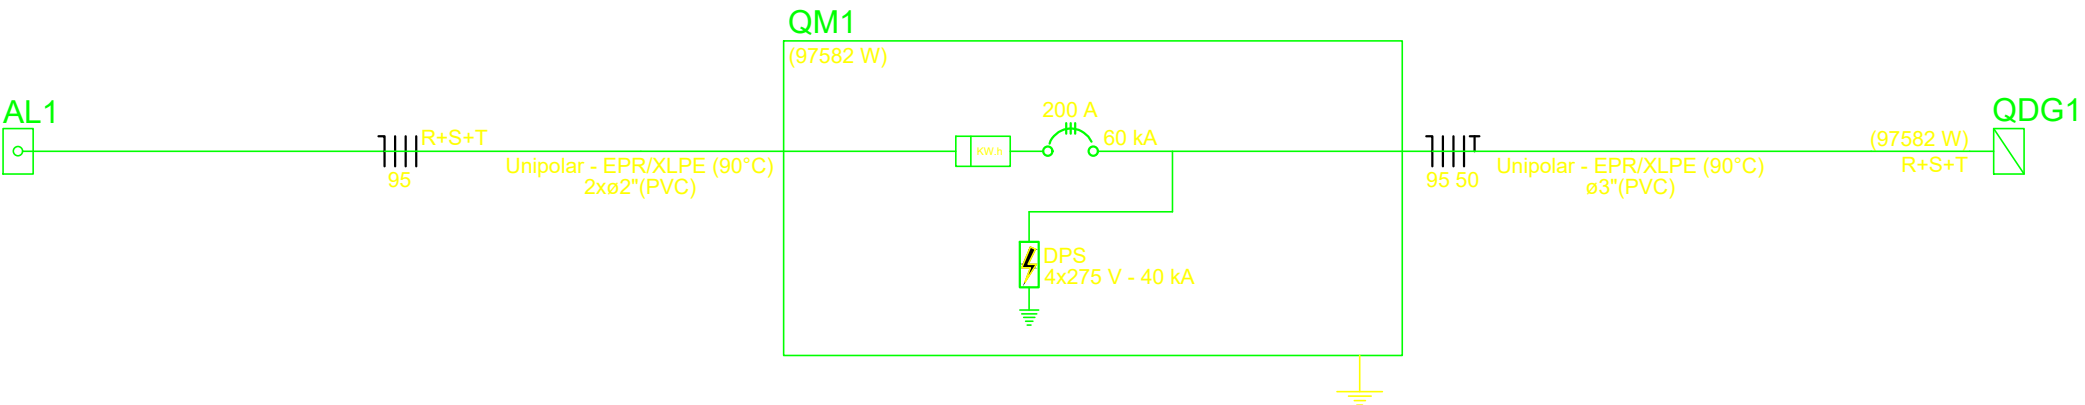 QM1
(97582 W)
AL1
R+S+T
95
Unipolar - EPR/XLPE (90°C)
2xø2"(PVC)
KW.h
200 A
60 kA
DPS
4x275 V - 40 kA
95 50
Unipolar - EPR/XLPE (90°C)
ø3"(PVC)
(97582 W)
R+S+T
QDG1